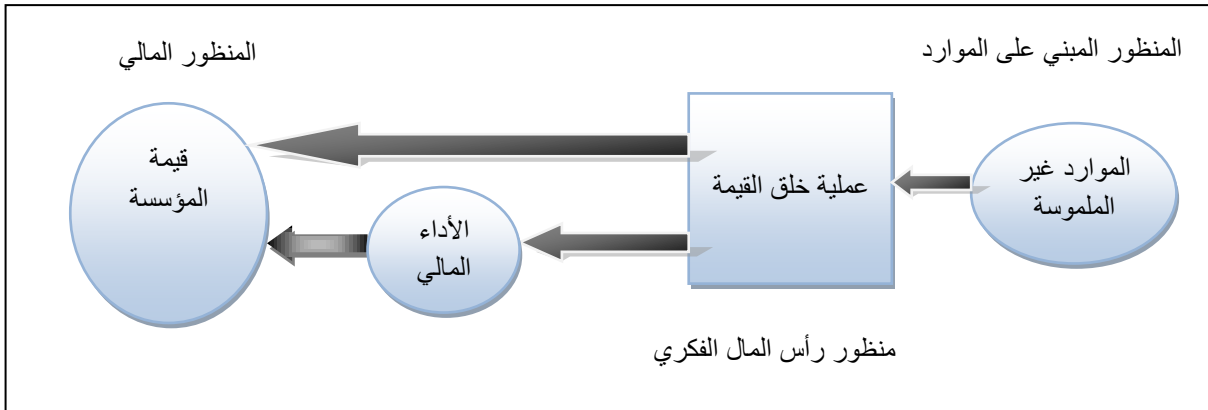 المنظور المبني على الموارد
المنظور المالي
الموارد غير
الملموسة
عملية خلق القيمة
قيمة
المؤسسة
الأداء
المالي
منظور رأس المال الفكري